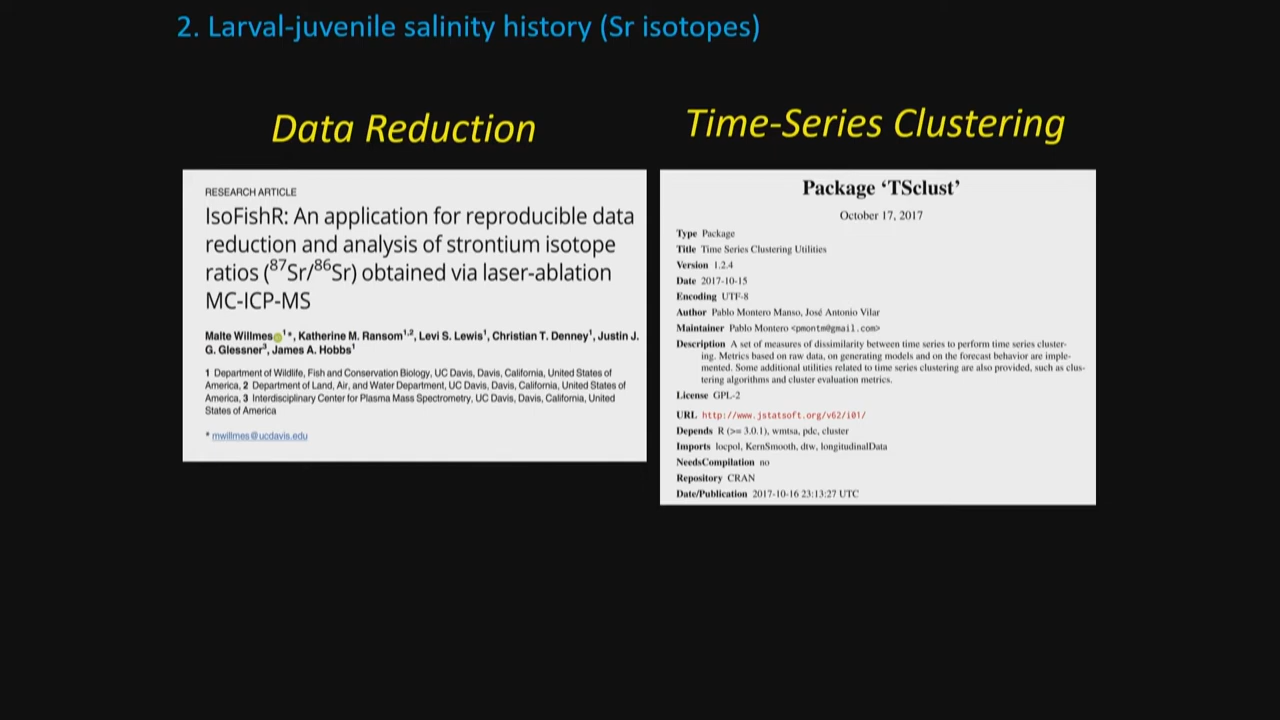 2. Larval-juvenile salinity history (Sr isotopes)
Data Reduction
RESEARCH ARTICLE
IsoFishR: An application for reproducible data
reduction and analysis of strontium isotope
ratios (⁸⁷Sr/⁸⁶Sr) obtained via laser-ablation
MC-ICP-MS
Malte Willmes¹*, Katherine M. Ransom¹,², Levi S. Lewis¹, Christian T. Denney¹, Justin J.
G. Glessner³, James A. Hobbs¹
1 Department of Wildlife, Fish and Conservation Biology, UC Davis, Davis, California, United States of
America, 2 Department of Land, Air, and Water Department, UC Davis, Davis, California, United States of
America, 3 Interdisciplinary Center for Plasma Mass Spectrometry, UC Davis, Davis, California, United
States of America
* mwillmes@ucdavis.edu
Time-Series Clustering
Package ‘TSclust’
October 17, 2017
Type Package
Title Time Series Clustering Utilities
Version 1.2.4
Date 2017-10-15
Encoding UTF-8
Author Pablo Montero Manso, José Antonio Vilar
Maintainer Pablo Montero <pmontm@gmail.com>
Description A set of measures of dissimilarity between time series to perform time series cluster-
ing. Metrics based on raw data, on generating models and on the forecast behavior are imple-
mented. Some additional utilities related to time series clustering are also provided, such as clus-
tering algorithms and cluster evaluation metrics.
License GPL-2
URL http://www.jstatsoft.org/v62/i01/
Depends R (>= 3.0.1), wmtsa, pdc, cluster
Imports locpol, KernSmooth, dtw, longitudinalData
NeedsCompilation no
Repository CRAN
Date/Publication 2017-10-16 23:13:27 UTC